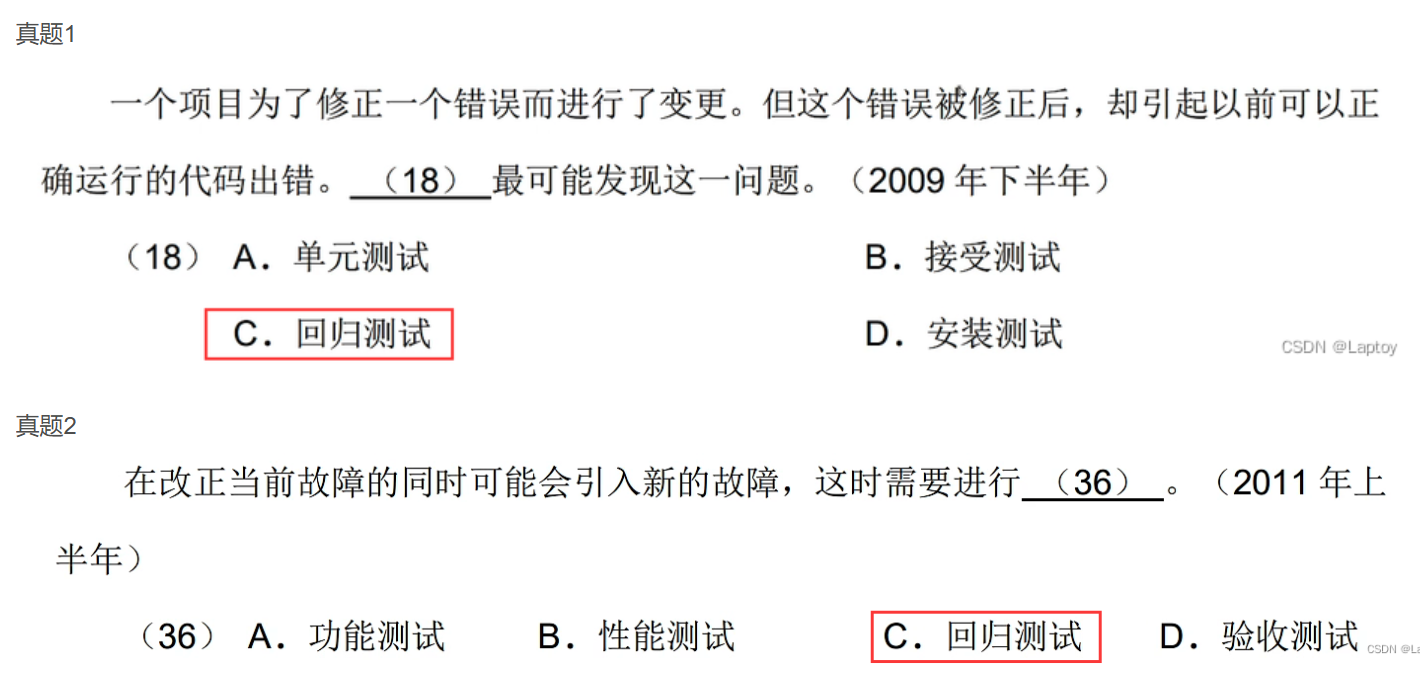 真题1
一个项目为了修正一个错误而进行了变更。但这个错误被修正后，却引起以前可以正
确运行的代码出错。（18）最可能发现这一问题。（2009 年下半年）
（18） A．单元测试 B．接受测试
C．回归测试 D．安装测试
CSDN @Laptoy
真题2
在改正当前故障的同时可能会引入新的故障，这时需要进行（36）。（2011 年上
半年）
（36） A．功能测试 B．性能测试 C．回归测试 D．验收测试
CSDN @La